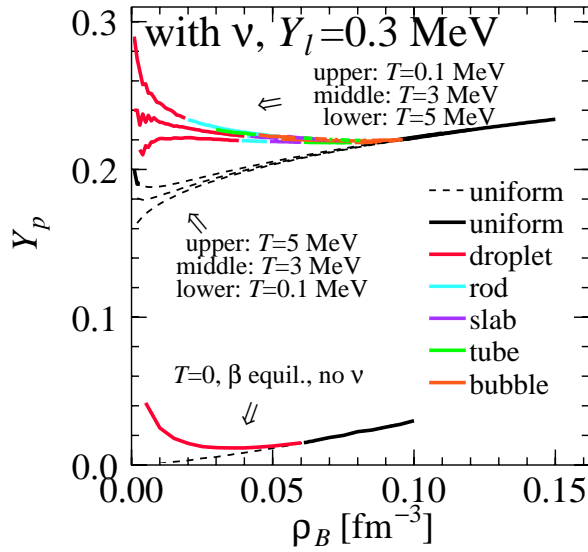 with ν, Y_l=0.3 MeV
upper: T=0.1 MeV
middle: T=3 MeV
lower: T=5 MeV
⇐
uniform
uniform
droplet
rod
slab
tube
bubble
⇐
upper: T=5 MeV
middle: T=3 MeV
lower: T=0.1 MeV
T=0, β equil., no ν
⇐
Y_p
0.3
0.2
0.1
0.0
0.00 0.05 0.10 0.15
ρ_B [fm⁻³]